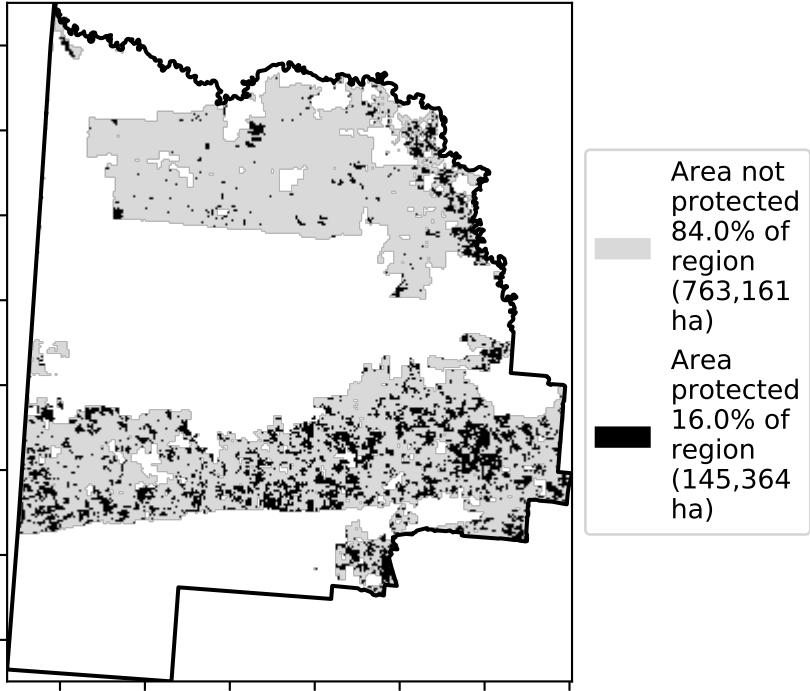 Area not
protected
84.0% of
region
(763,161
ha)
Area
protected
16.0% of
region
(145,364
ha)